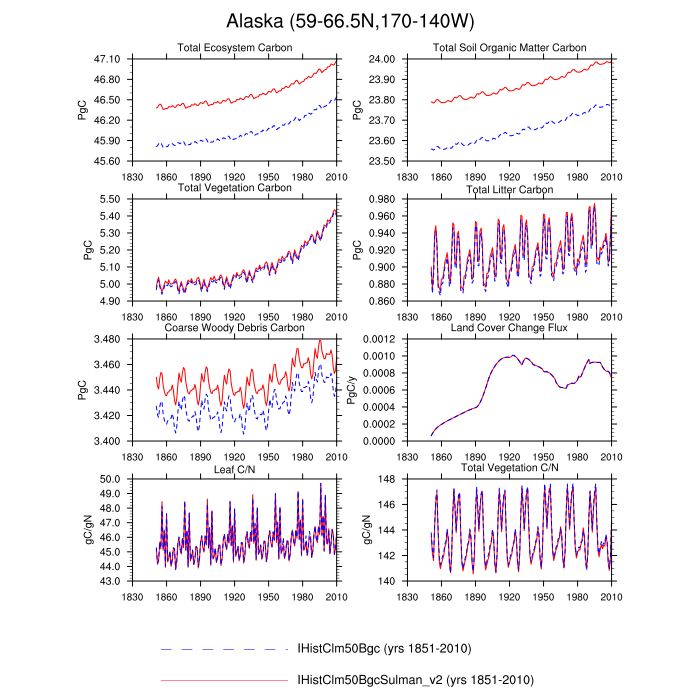 Alaska (59-66.5N,170-140W)
Total Ecosystem Carbon
Total Soil Organic Matter Carbon
PgC
47.10
46.80
46.50
46.20
45.90
45.60
1830 1860 1890 1920 1950 1980 2010
PgC
24.00
23.90
23.80
23.70
23.60
23.50
1830 1860 1890 1920 1950 1980 2010
Total Vegetation Carbon
Total Litter Carbon
PgC
5.50
5.40
5.30
5.20
5.10
5.00
4.90
1830 1860 1890 1920 1950 1980 2010
PgC
0.980
0.960
0.940
0.920
0.900
0.880
0.860
1830 1860 1890 1920 1950 1980 2010
Coarse Woody Debris Carbon
Land Cover Change Flux
PgC
3.480
3.460
3.440
3.420
3.400
1830 1860 1890 1920 1950 1980 2010
PgC/y
0.0012
0.0010
0.0008
0.0006
0.0004
0.0002
0.0000
1830 1860 1890 1920 1950 1980 2010
Leaf C/N
Total Vegetation C/N
gC/gN
50.0
49.0
48.0
47.0
46.0
45.0
44.0
43.0
1830 1860 1890 1920 1950 1980 2010
gC/gN
148
146
144
142
140
1830 1860 1890 1920 1950 1980 2010
IHistClm50Bgc (yrs 1851-2010)
IHistClm50BgcSulman_v2 (yrs 1851-2010)